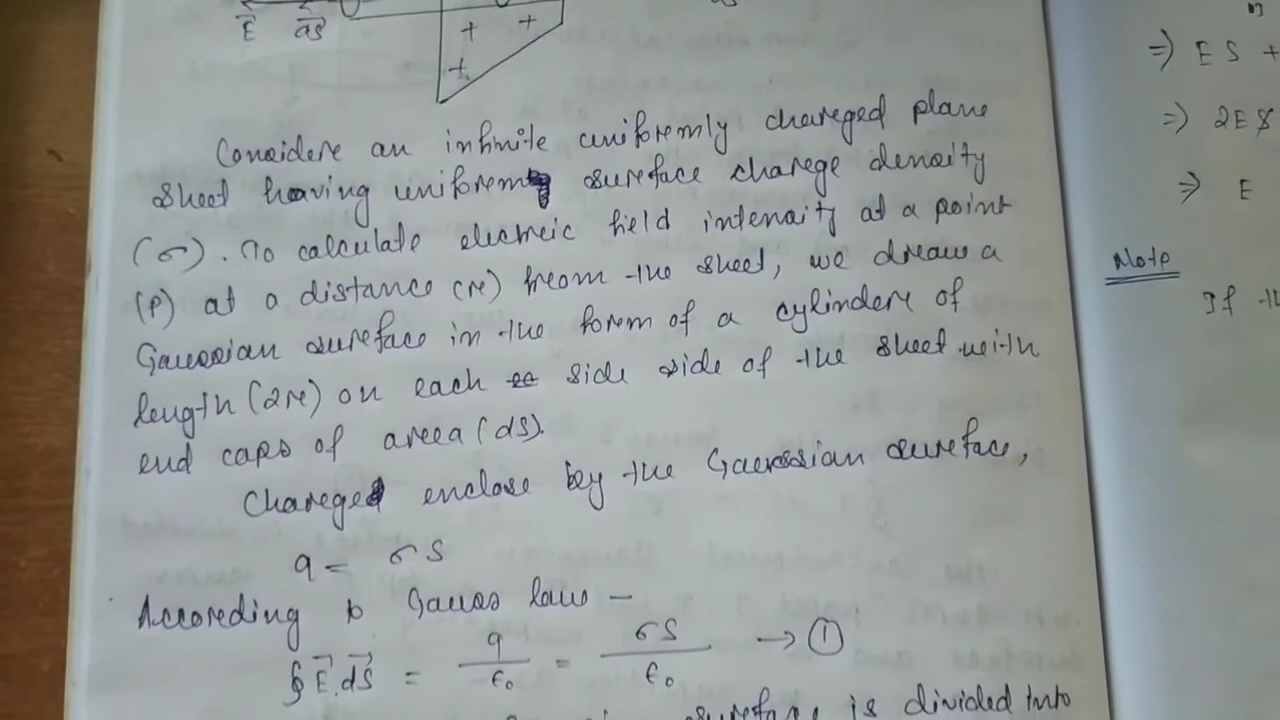 E dS
+ +
+
Consider an infinite uniformly charged plane
sheet having uniform surface charge density
(σ). To calculate electric field intensity at a point
(P) at a distance (r) from the sheet, we draw a
Gaussian surface in the form of a cylinder of
length (2r) on each side side of the sheet with
end caps of area (dS).
Charged enclose by the Gaussian surface,
q = σS
According to Gauss law –
∮ E⃗.dS⃗ = q/ε₀ = σS/ε₀ → ①
surface is divided into
⇒ ES +
⇒ 2ES
⇒ E
Note
If